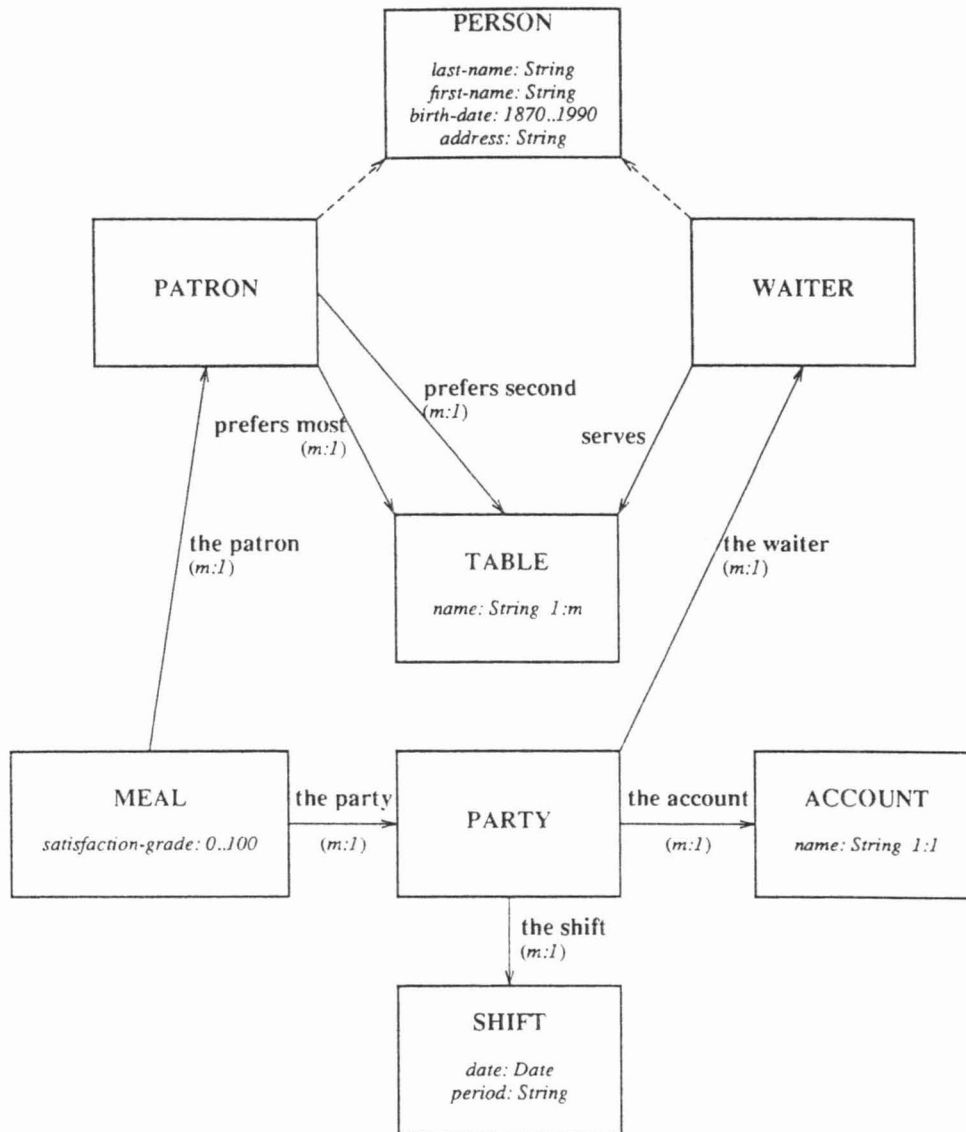 PERSON
last-name: String
first-name: String
birth-date: 1870..1990
address: String
PATRON
WAITER
prefers second
(m:1)
prefers most
(m:1)
serves
the patron
(m:1)
TABLE
name: String 1:m
the waiter
(m:1)
MEAL
satisfaction-grade: 0..100
the party
(m:1)
PARTY
the account
(m:1)
ACCOUNT
name: String 1:1
the shift
(m:1)
SHIFT
date: Date
period: String